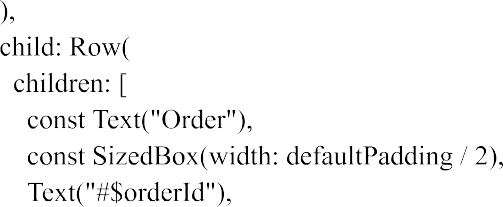 ),
child: Row(
children: [
const Text("Order"),
const SizedBox(width: defaultPadding / 2),
Text("#$orderId"),